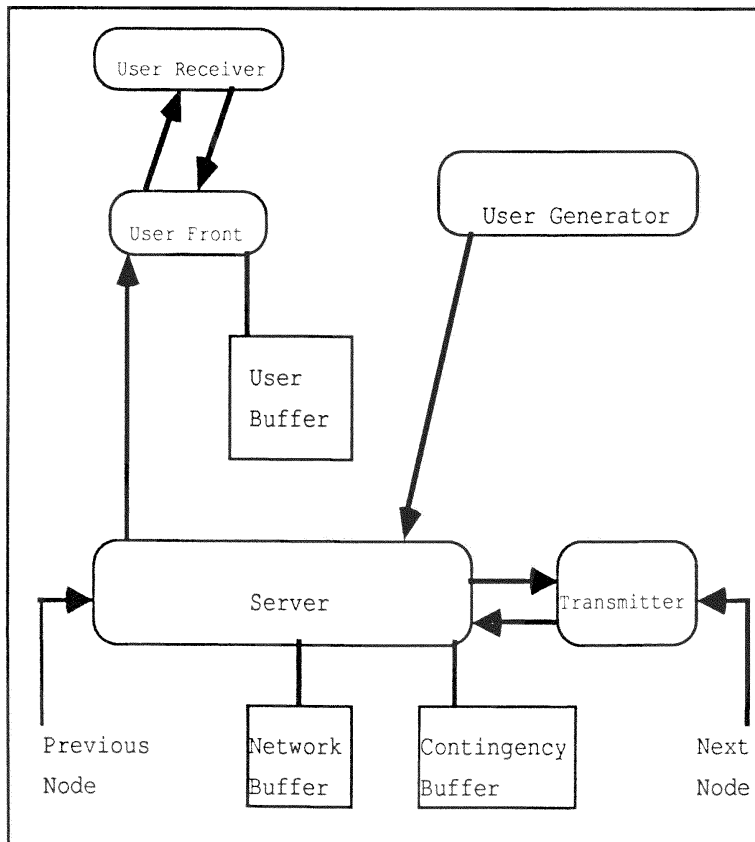 User Receiver
User Generator
User Front
User
Buffer
Server
Transmitter
Previous
Node
Network
Buffer
Contingency
Buffer
Next
Node